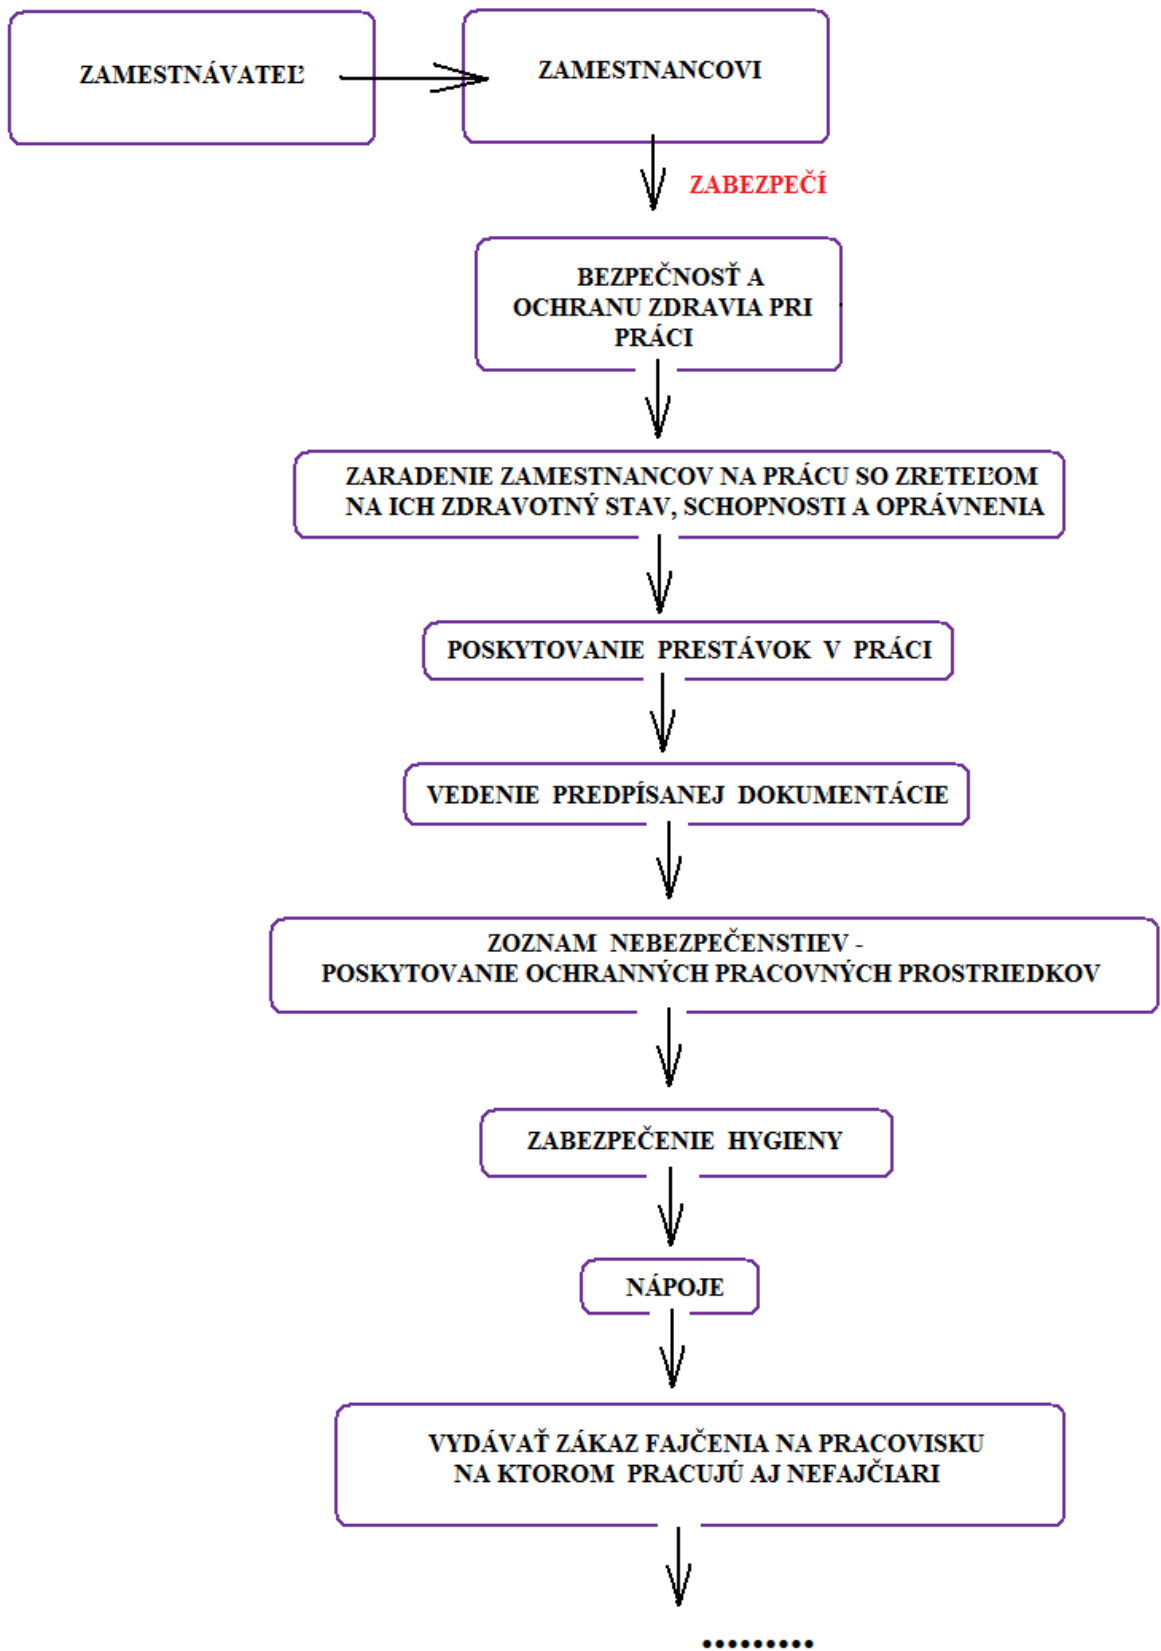 ZAMESTNÁVATEĽ
ZAMESTNANCOVI
ZABEZPEČÍ
BEZPEČNOSŤ A
OCHRANU ZDRAVIA PRI
PRÁCI
ZARADENIE ZAMESTNANCOV NA PRÁCU SO ZRETEĽOM
NA ICH ZDRAVOTNÝ STAV, SCHOPNOSTI A OPRÁVNENIA
POSKYTOVANIE PRESTÁVOK V PRÁCI
VEDENIE PREDPÍSANEJ DOKUMENTÁCIE
ZOZNAM NEBEZPEČENSTIEV -
POSKYTOVANIE OCHRANNÝCH PRACOVNÝCH PROSTRIEDKOV
ZABEZPEČENIE HYGIENY
NÁPOJE
VYDÁVAŤ ZÁKAZ FAJČENIA NA PRACOVISKU
NA KTOROM PRACUJÚ AJ NEFAJČIARI
•••••••••